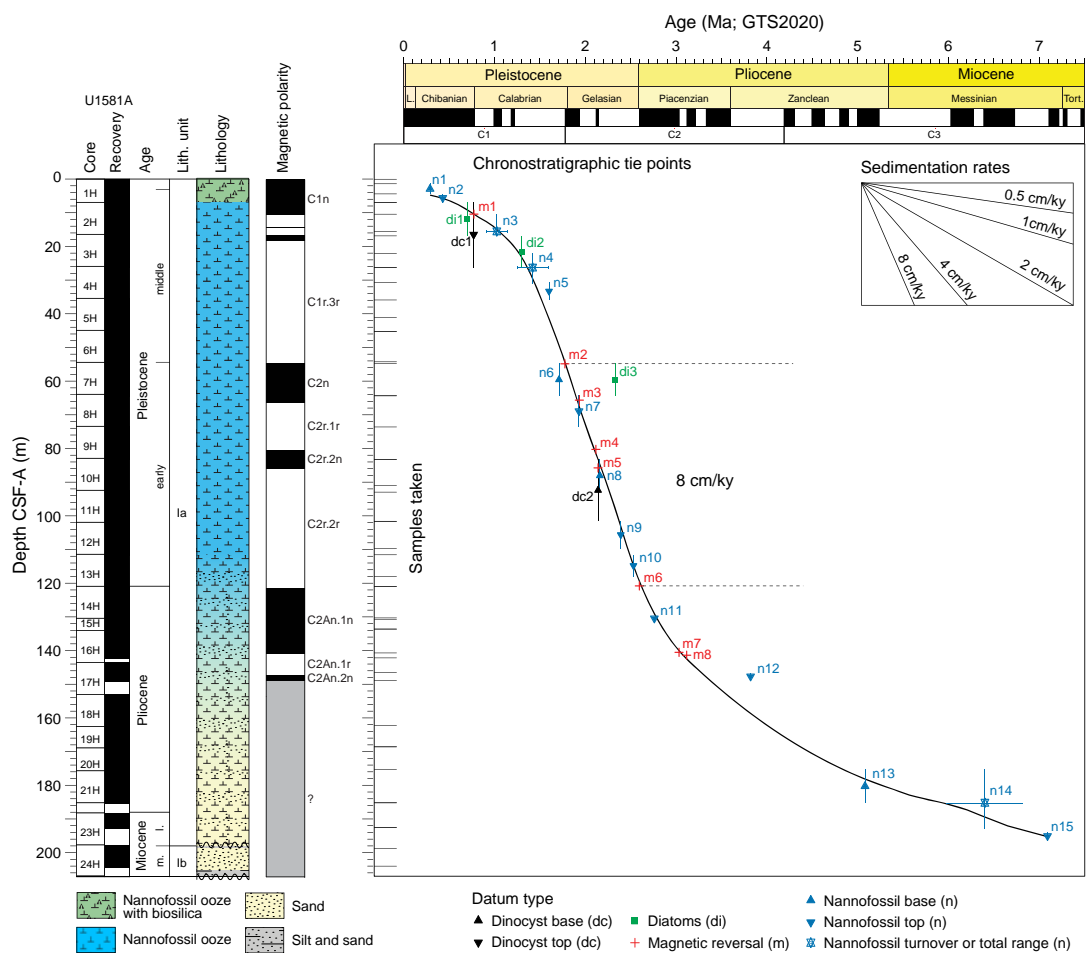 Age (Ma; GTS2020)
0 1 2 3 4 5 6 7
Pleistocene Pliocene Miocene
L. Chibanian Calabrian Gelasian Piacenzian Zanclean Messinian Tort.
C1 C2 C3
U1581A
Core
Recovery
Age
Lith. unit
Lithology
Magnetic polarity
Depth CSF-A (m)
0
20
40
60
80
100
120
140
160
180
200
1H
2H
3H
4H
5H
6H
7H
8H
9H
10H
11H
12H
13H
14H
15H
16H
17H
18H
19H
20H
21H
23H
24H
Pleistocene
Pliocene
Miocene
middle
early
l.
m.
Ia
Ib
C1n
C1r.3r
C2n
C2r.1r
C2r.2n
C2r.2r
C2An.1n
C2An.1r
C2An.2n
?
Samples taken
Chronostratigraphic tie points
n1
n2
m1
di1
n3
dc1
di2
n4
n5
m2
n6
di3
m3
n7
m4
m5
n8
dc2
8 cm/ky
n9
n10
m6
n11
m7
m8
n12
n13
n14
n15
Sedimentation rates
0.5 cm/ky
1cm/ky
2 cm/ky
4 cm/ky
8 cm/ky
Nannofossil ooze
with biosilica
Sand
Nannofossil ooze
Silt and sand
Datum type
Dinocyst base (dc)
Dinocyst top (dc)
Diatoms (di)
Magnetic reversal (m)
Nannofossil base (n)
Nannofossil top (n)
Nannofossil turnover or total range (n)